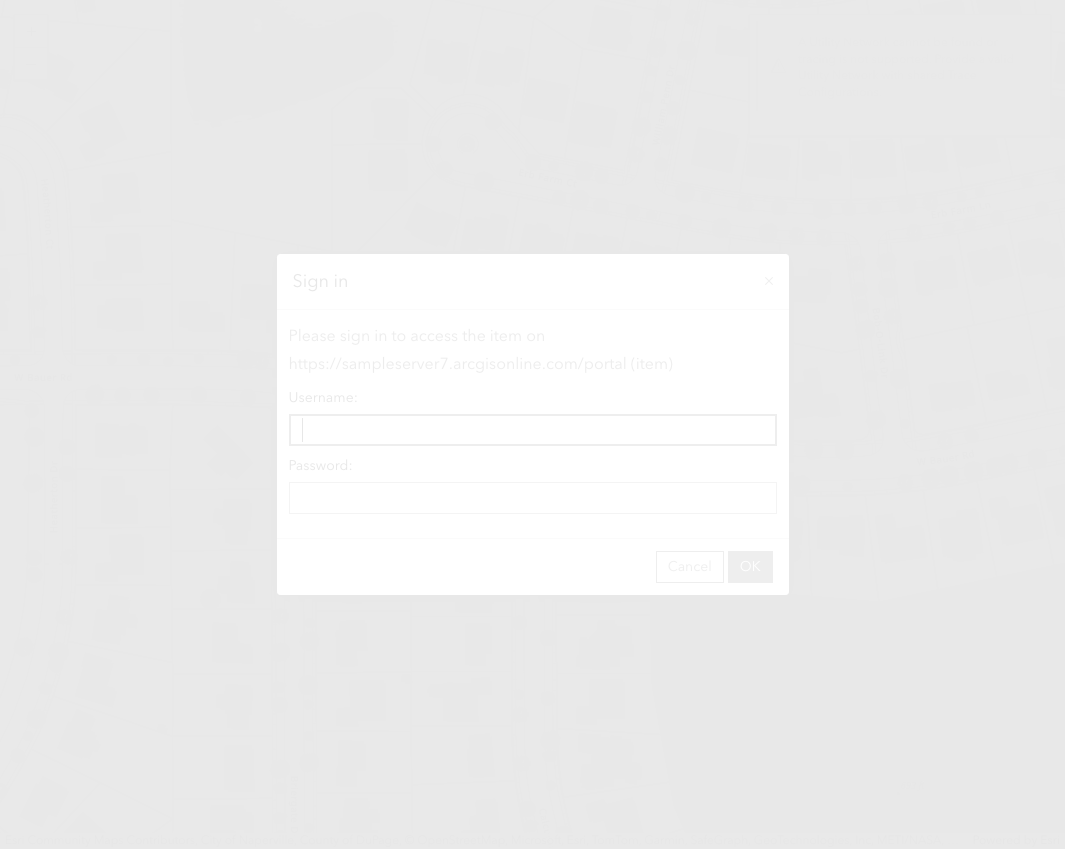 Sign in
×
Please sign in to access the item on
https://sampleserver7.arcgisonline.com/portal (item)
Username:
Password:
Cancel OK